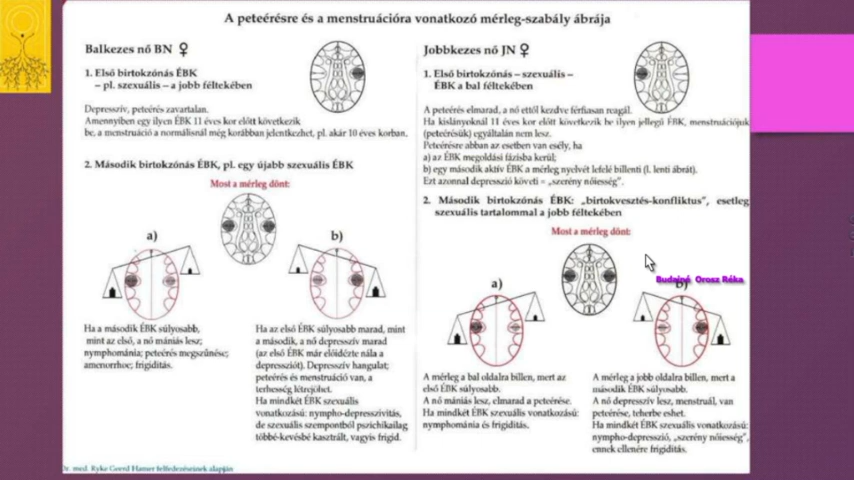 A peteérésre és a menstruációra vonatkozó mérleg-szabály ábrája
Balkezes nő BN ♀
1. Első birtokzónás ÉBK
– pl. szexuális – a jobb féltekében
Depresszív, peteérés zavartalan.
Amennyiben egy ilyen ÉBK 11 éves kor előtt következik
be, a menstruáció a normálisnál még korábban jelentkezhet, pl. akár 10 éves korban.
2. Második birtokzónás ÉBK, pl. egy újabb szexuális ÉBK
Most a mérleg dönt:
a)
b)
Ha a második ÉBK súlyosabb,
mint az első, a nő mániás lesz;
nymphománia; peteérés megszűnése;
amenorrhoe; frigiditás.
Ha az első ÉBK súlyosabb marad, mint
a második, a nő depresszív marad
(az első ÉBK már előidézte nála a
depressziót). Depresszív hangulat;
peteérés és menstruáció van, a
terhesség létrejöhet.
Ha mindkét ÉBK szexuális
vonatkozású: nympho-depresszivitás,
de szexuális szempontból pszichikailag
többé-kevésbé kasztrált, vagyis frigid.
Jobbkezes nő JN ♀
1. Első birtokzónás – szexuális –
ÉBK a bal féltekében
A peteérés elmarad, a nő ettől kezdve férfiasan reagál.
Ha kislányoknál 11 éves kor előtt következik be ilyen jellegű ÉBK, menstruációjuk
(peteérésük) egyáltalán nem lesz.
Peteérésre abban az esetben van esély, ha
a) az ÉBK megoldási fázisba kerül;
b) egy második aktív ÉBK a mérleg nyelvét lefelé billenti (l. lenti ábrát).
Ezt azonnal depresszió követi = „szerény nőiesség”.
2. Második birtokzónás ÉBK: „birtokvesztés-konfliktus”, esetleg
szexuális tartalommal a jobb féltekében
Most a mérleg dönt:
Budainé Orosz Réka
a)
b)
A mérleg a bal oldalra billen, mert az
első ÉBK súlyosabb.
A nő mániás lesz, elmarad a peteérése.
Ha mindkét ÉBK szexuális vonatkozású:
nymphománia és frigiditás.
A mérleg a jobb oldalra billen, mert a
második ÉBK súlyosabb.
A nő depresszív lesz, menstruál, van
peteérése, teherbe eshet.
Ha mindkét ÉBK szexuális vonatkozású:
nympho-depresszió, „szerény nőiesség”,
ennek ellenére frigiditás.
Dr. med. Ryke Geerd Hamer felfedezéseinek alapján